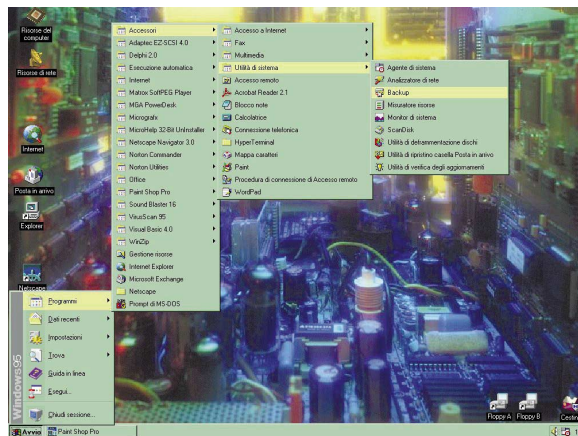 Risorse del
computer
Risorse di rete
Internet
Posta in arrivo
Explorer
Netscape
Accessori
Adaptec EZ-SCSI 4.0
Delphi 2.0
Esecuzione automatica
Internet
Matrox SoftPEG Player
MGA PowerDesk
Micrografx
MicroHelp 32-Bit UnInstaller
Netscape Navigator 3.0
Norton Commander
Norton Utilities
Office
Paint Shop Pro
Sound Blaster 16
VirusScan 95
Visual Basic 4.0
WinZip
Gestione risorse
Internet Explorer
Microsoft Exchange
Netscape
Prompt di MS-DOS
Accesso a Internet
Fax
Multimedia
Utilità di sistema
Accesso remoto
Acrobat Reader 2.1
Blocco note
Calcolatrice
Connessione telefonica
HyperTerminal
Mappa caratteri
Paint
Procedura di connessione di Accesso remoto
WordPad
Agente di sistema
Analizzatore di rete
Backup
Misuratore risorse
Monitor di sistema
ScanDisk
Utilità di deframmentazione dischi
Utilità di ripristino casella Posta in arrivo
Utilità di verifica degli aggiornamenti
Windows95
Programmi
Dati recenti
Impostazioni
Trova
Guida in linea
Esegui...
Chiudi sessione...
Floppy A
Floppy B
Cestin
Avvio
Paint Shop Pro
1